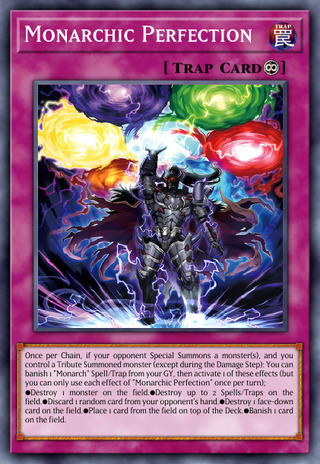 Monarchic Perfection
TRAP
罠
[Trap Card]
Once per Chain, if your opponent Special Summons a monster(s), and you
control a Tribute Summoned monster (except during the Damage Step): You can
banish 1 "Monarch" Spell/Trap from your GY, then activate 1 of these effects (but
you can only use each effect of "Monarchic Perfection" once per turn);
●Destroy 1 monster on the field.●Destroy up to 2 Spells/Traps on
the field.●Discard 1 random card from your opponent's hand.●Destroy 1 face-down
card on the field.●Place 1 card from the field on top of the Deck.●Banish 1 card
on the field.